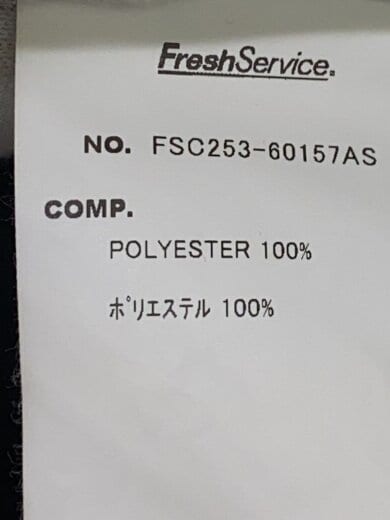 FreshService.
NO. FSC253-60157AS
COMP.
POLYESTER 100%
ﾎﾟﾘｴｽﾃﾙ 100%